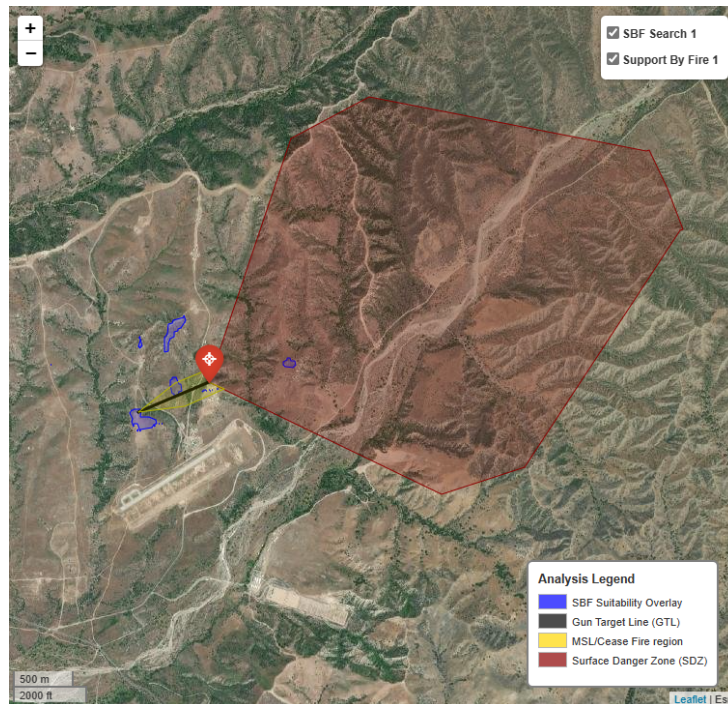 +
−
SBF Search 1
Support By Fire 1
Analysis Legend
SBF Suitability Overlay
Gun Target Line (GTL)
MSL/Cease Fire region
Surface Danger Zone (SDZ)
500 m
2000 ft
Leaflet | Es